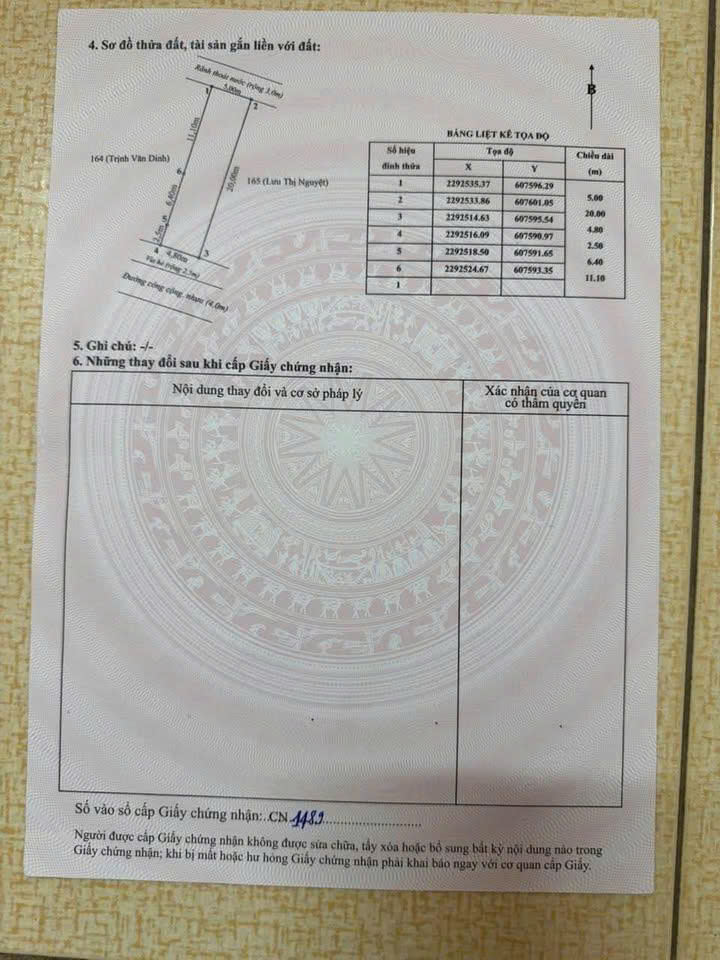 4. Sơ đồ thửa đất, tài sản gắn liền với đất:
Rãnh thoát nước (rộng 3,0m)
1
5,00m
2
B
11,10m
164 (Trịnh Văn Dinh)
6
20,00m
165 (Lưu Thị Nguyệt)
6,40m
5
2,5m
4
4,80m
3
Vỉa hè (rộng 2,5m)
Đường công cộng, nhựa (4,0m)
BẢNG LIỆT KÊ TỌA ĐỘ
Số hiệu đỉnh thửa | Tọa độ | Chiều dài (m)
X | Y
1 | 2292535.37 | 607596.29
5.00
2 | 2292533.86 | 607601.05
20.00
3 | 2292514.63 | 607595.54
4.80
4 | 2292516.09 | 607590.97
2.50
5 | 2292518.50 | 607591.65
6.40
6 | 2292524.67 | 607593.35
11.10
1
5. Ghi chú: -/-
6. Những thay đổi sau khi cấp Giấy chứng nhận:
Nội dung thay đổi và cơ sở pháp lý | Xác nhận của cơ quan có thẩm quyền
Số vào sổ cấp Giấy chứng nhận:..CN 1489
Người được cấp Giấy chứng nhận không được sửa chữa, tẩy xóa hoặc bổ sung bất kỳ nội dung nào trong
Giấy chứng nhận; khi bị mất hoặc hư hỏng Giấy chứng nhận phải khai báo ngay với cơ quan cấp Giấy.